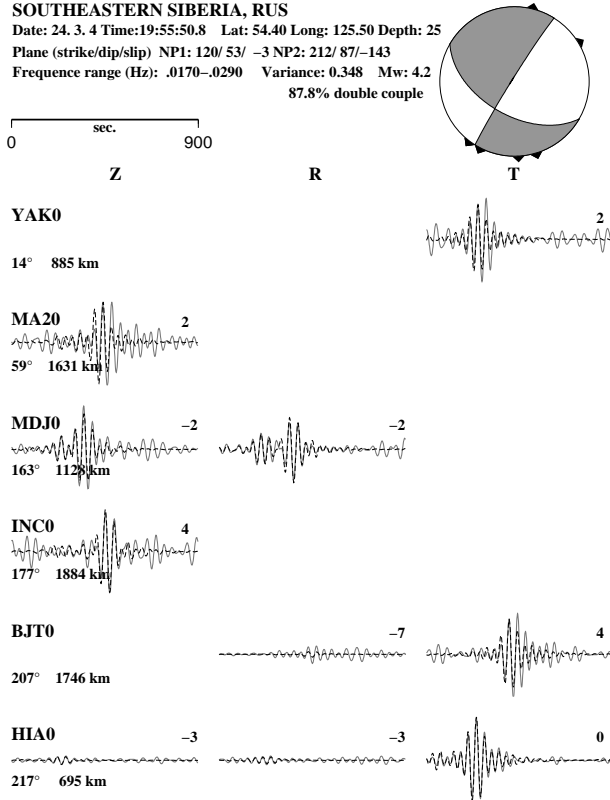 SOUTHEASTERN SIBERIA, RUS
Date: 24. 3. 4 Time:19:55:50.8 Lat: 54.40 Long: 125.50 Depth: 25
Plane (strike/dip/slip) NP1: 120/ 53/ −3 NP2: 212/ 87/−143
Frequence range (Hz): .0170−.0290 Variance: 0.348 Mw: 4.2
87.8% double couple
sec.
0 900
Z R T
YAK0 2
14° 885 km
MA20 2
59° 1631 km
MDJ0 −2 −2
163° 1128 km
INC0 4
177° 1884 km
BJT0 −7 4
207° 1746 km
HIA0 −3 −3 0
217° 695 km